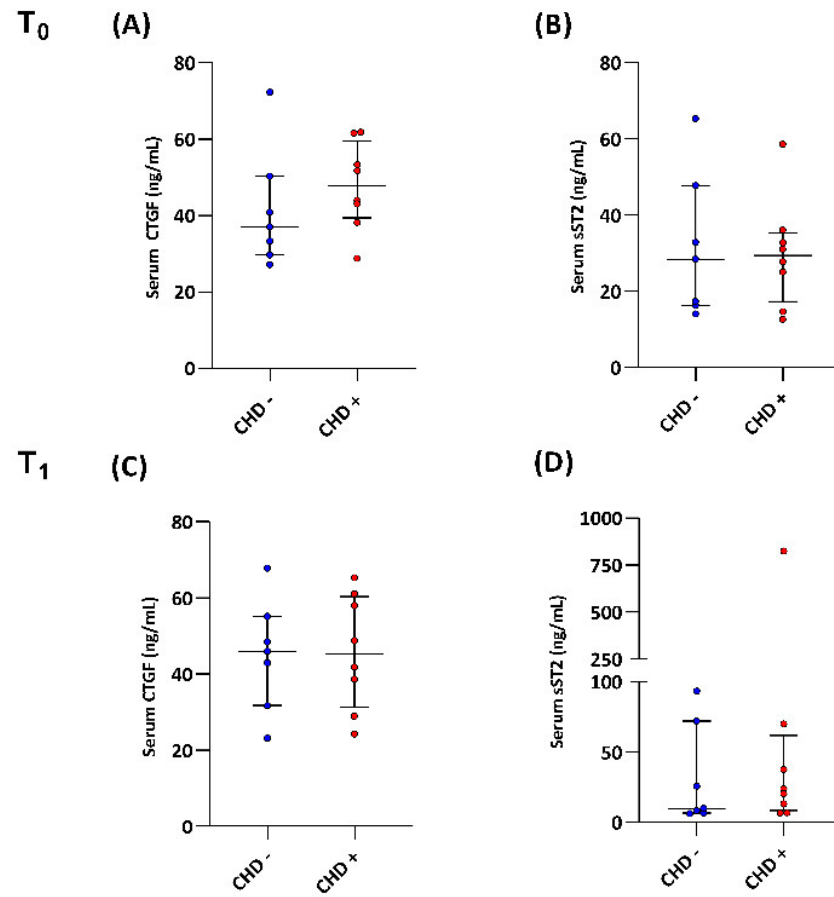 T0 (A) (B)
80
60
40
20
0
Serum CTGF (ng/mL)
CHD -
CHD +
80
60
40
20
0
Serum sST2 (ng/mL)
CHD -
CHD +
T1 (C) (D)
80
60
40
20
0
Serum CTGF (ng/mL)
CHD -
CHD +
1000
750
500
250
100
50
0
Serum sST2 (ng/mL)
CHD -
CHD +